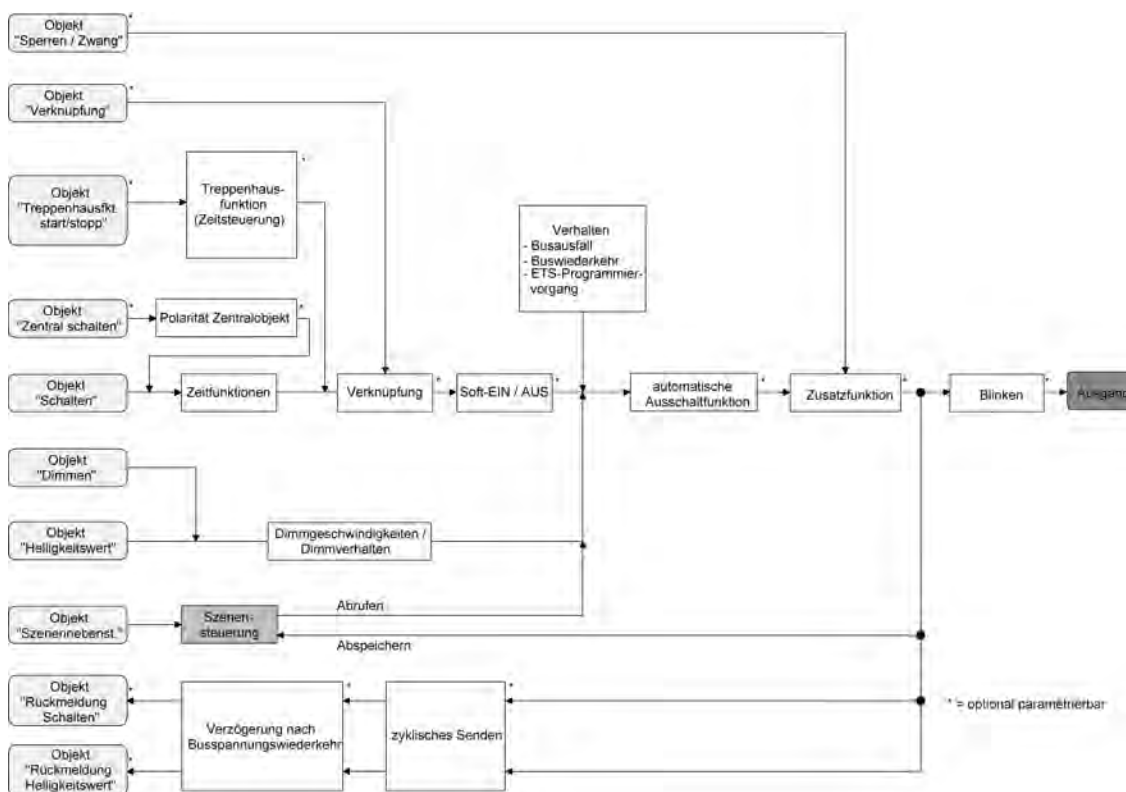 Objekt
"Sperren / Zwang"
*
Objekt
"Verknüpfung"
*
Objekt
"Treppenhausfkt.
start/stopp"
*
Treppenhaus-
funktion
(Zeitsteuerung)
*
Verhalten
- Busausfall
- Buswiederkehr
- ETS-Programmier-
vorgang
Objekt
"Zentral schalten"
*
Polarität Zentralobjekt
*
Objekt
"Schalten"
Zeitfunktionen
Verknüpfung
*
Soft-EIN / AUS
*
automatische
Ausschaltfunktion
*
Zusatzfunktion
*
Blinken
*
Ausgang
Objekt
"Dimmen"
Objekt
"Helligkeitswert"
Dimmgeschwindigkeiten /
Dimmverhalten
Objekt
"Szenennebenst."
Szenen-
steuerung
Abrufen
Abspeichern
Objekt
"Rückmeldung
Schalten"
*
Verzögerung nach
Busspannungswiederkehr
*
zyklisches Senden
*
* = optional parametrierbar
Objekt
"Rückmeldung
Helligkeitswert"
*